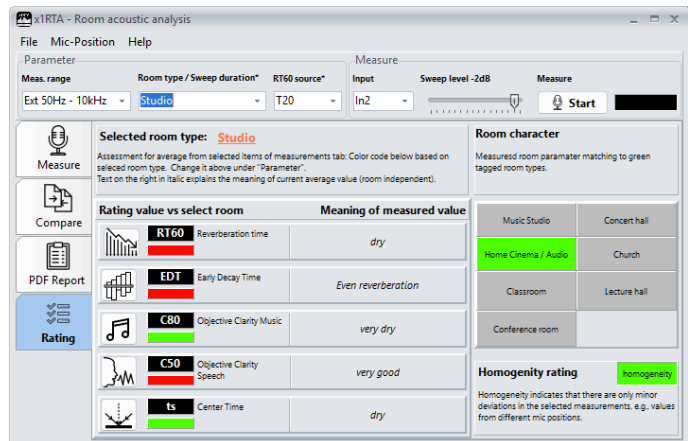 x1RTA - Room acoustic analysis
File Mic-Position Help
Parameter
Measure
Meas. range Room type / Sweep duration* RT60 source* Input Sweep level -2dB Measure
Ext 50Hz - 10kHz Studio T20 In2 Start
Measure
Compare
PDF Report
Rating
Selected room type: Studio
Assessment for average from selected items of measurements tab: Color code below based on
seleced room type. Change it above under "Parameter".
Text on the right in italic explains the meaning of current average value (room independent).
Rating value vs select room Meaning of measured value
RT60 Reverberation time dry
EDT Early Decay Time Even reverberation
C80 Objective Clarity Music very dry
C50 Objective Clarity
Speech very good
ts Center Time dry
Room character
Measuresd room paramater matching to green
tagged room types.
Music Studio Concert hall
Home Cinema / Audio Church
Classroom Lecture hall
Conference room
Homogenity rating homogeneity
Homogeneity indicates that there are only minor
deviations in the selected measurements, e.g., values
from different mic positions.